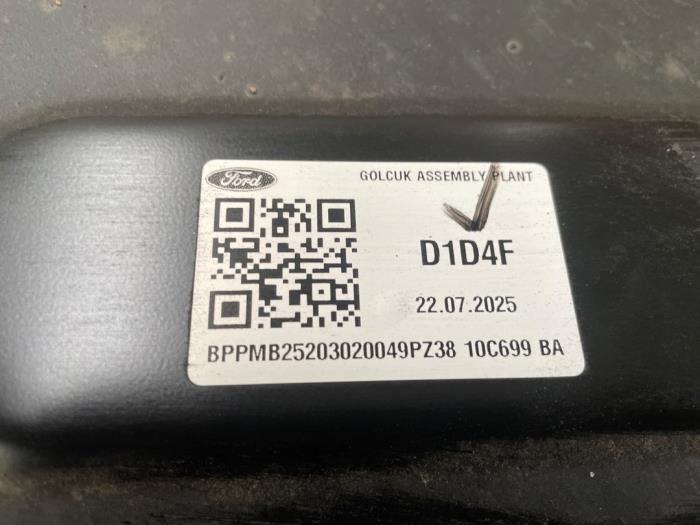 Ford
GOLCUK ASSEMBLY PLANT
D1D4F
22.07.2025
BPPMB25203020049PZ38 10C699 BA